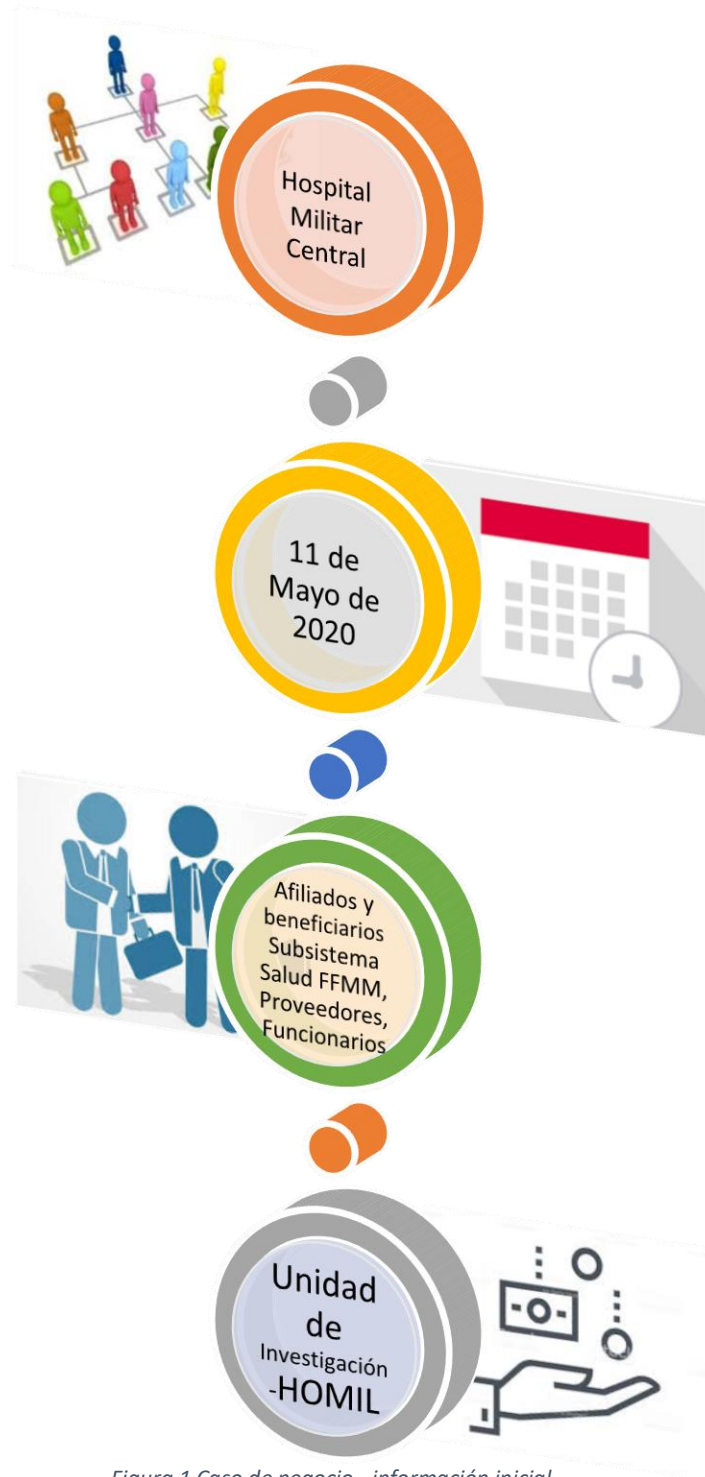 Hospital
Militar
Central
11 de
Mayo de
2020
Afiliados y
beneficiarios
Subsistema
Salud FFMM,
Proveedores,
Funcionarios
Unidad
de
Investigación
-HOMIL
Figura 1 Caso de negocio - información inicial